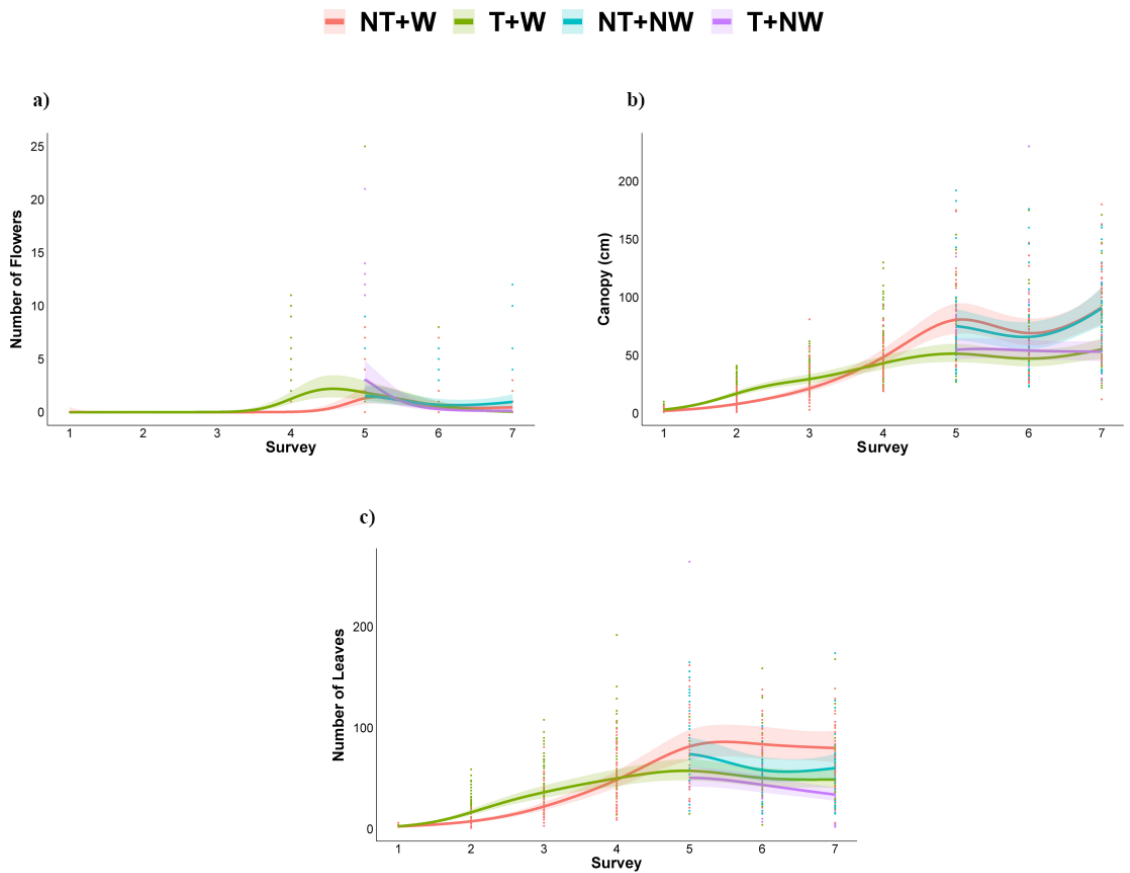 NT+W T+W NT+NW T+NW
a)
25
20
15
10
5
0
Number of Flowers
1 2 3 4 5 6 7
Survey
b)
200
150
100
50
0
Canopy (cm)
1 2 3 4 5 6 7
Survey
c)
200
100
0
Number of Leaves
1 2 3 4 5 6 7
Survey